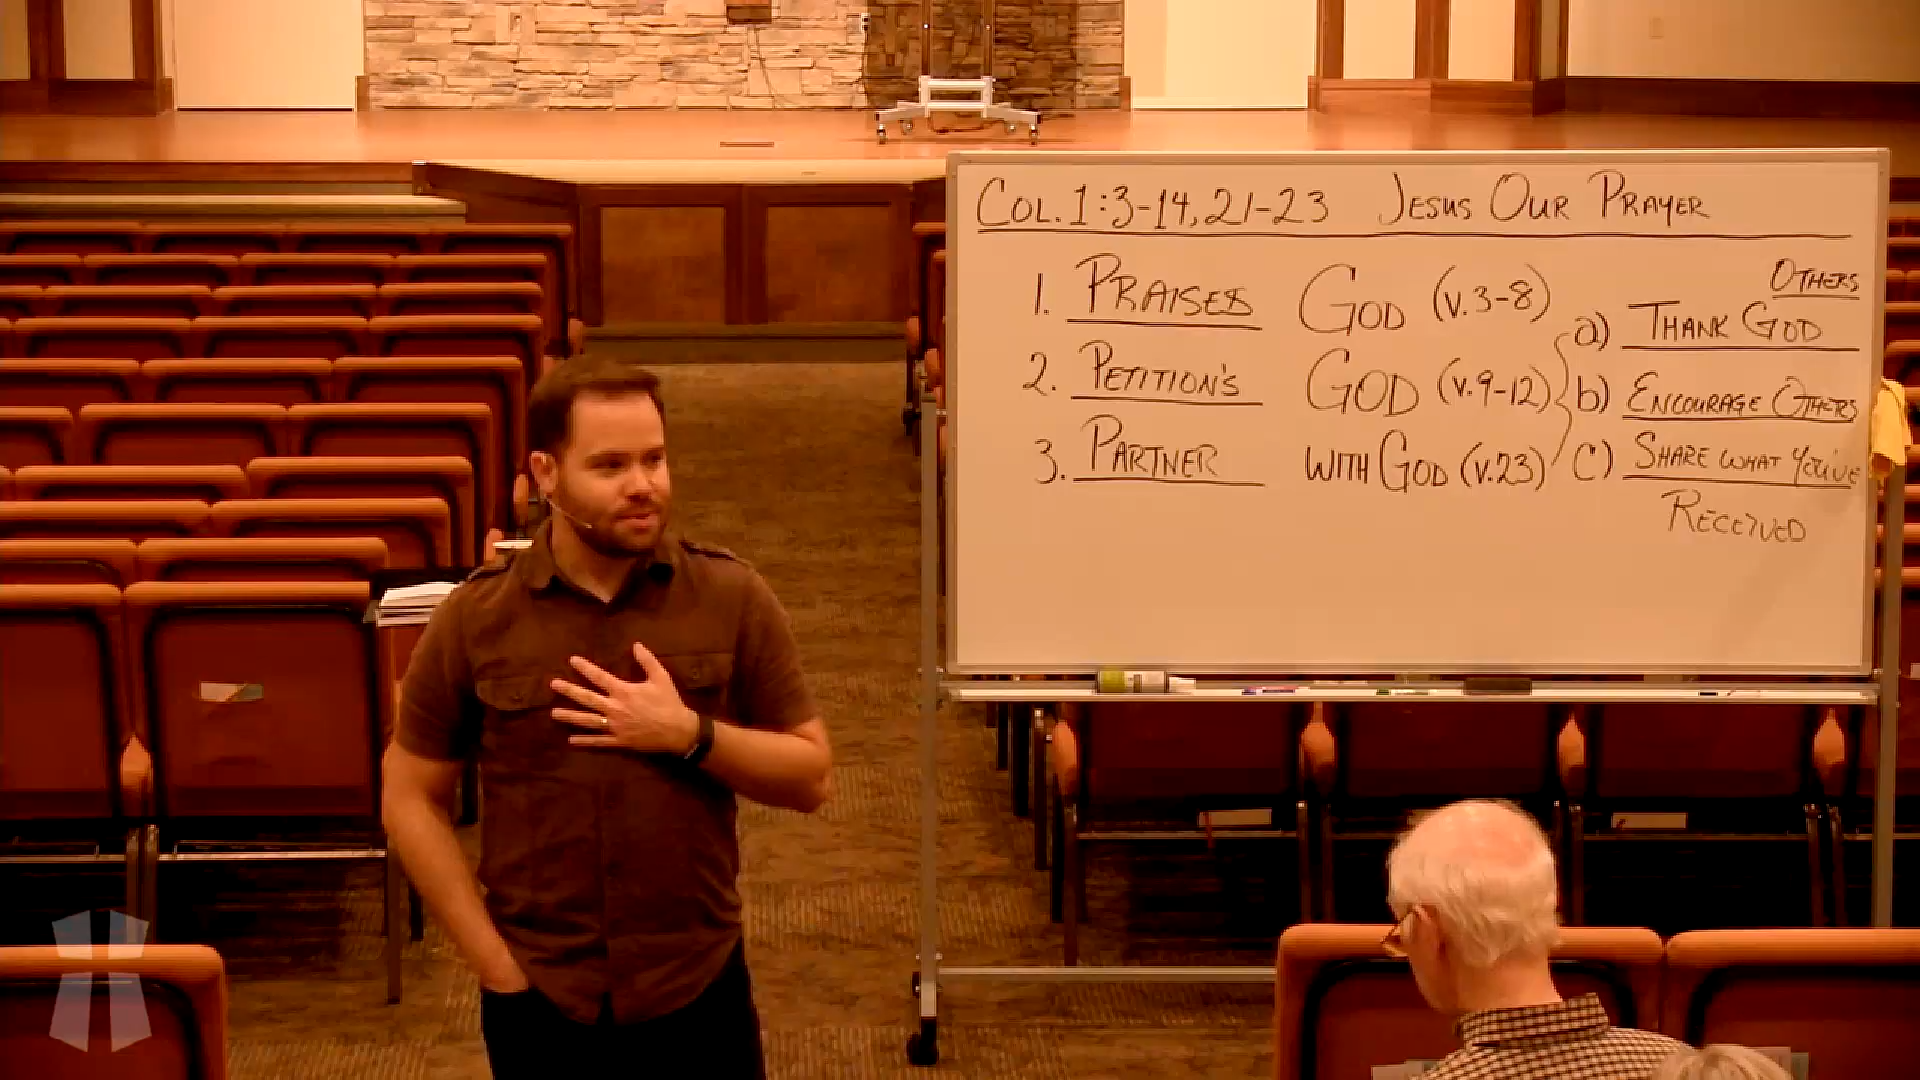 COL. 1:3-14, 21-23 JESUS OUR PRAYER
1. PRAISES GOD (V.3-8)
2. PETITION'S GOD (V.9-12)
3. PARTNER WITH GOD (V.23)
OTHERS
a) THANK GOD
b) ENCOURAGE OTHERS
c) SHARE WHAT YOU'VE
RECEIVED